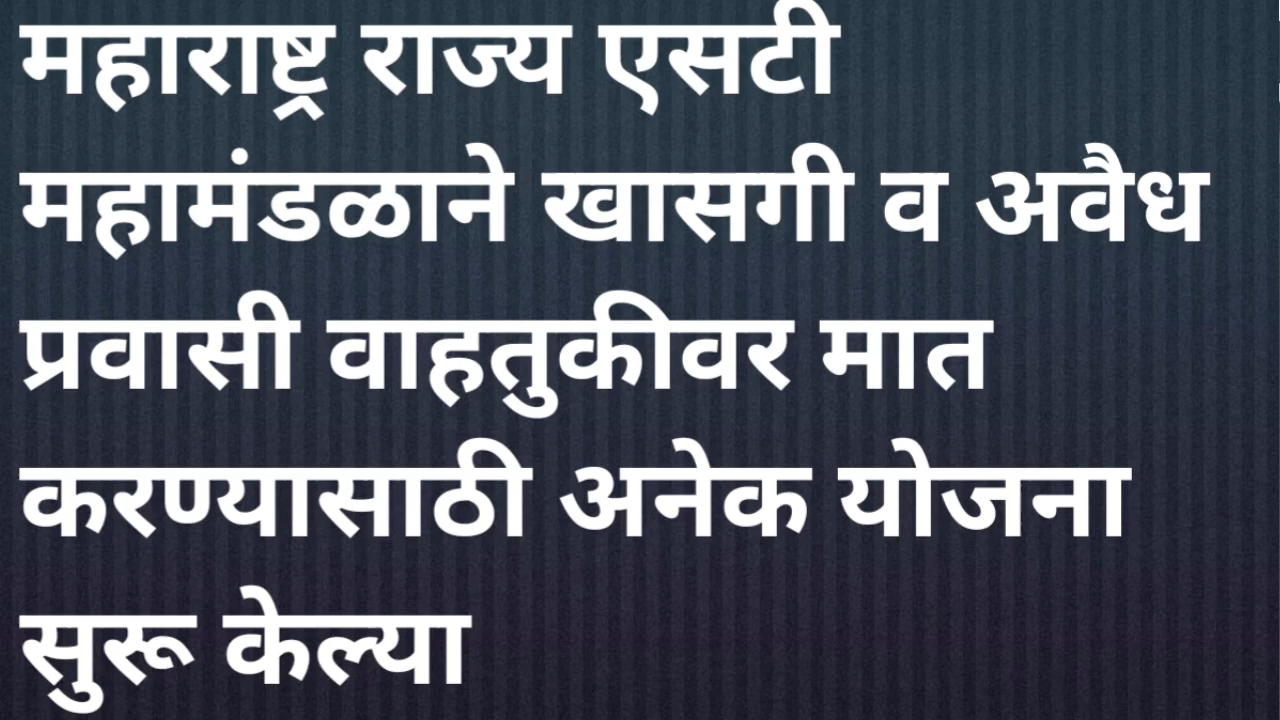 महाराष्ट्र राज्य एसटी
महामंडळाने खासगी व अवैध
प्रवासी वाहतुकीवर मात
करण्यासाठी अनेक योजना
सुरू केल्या